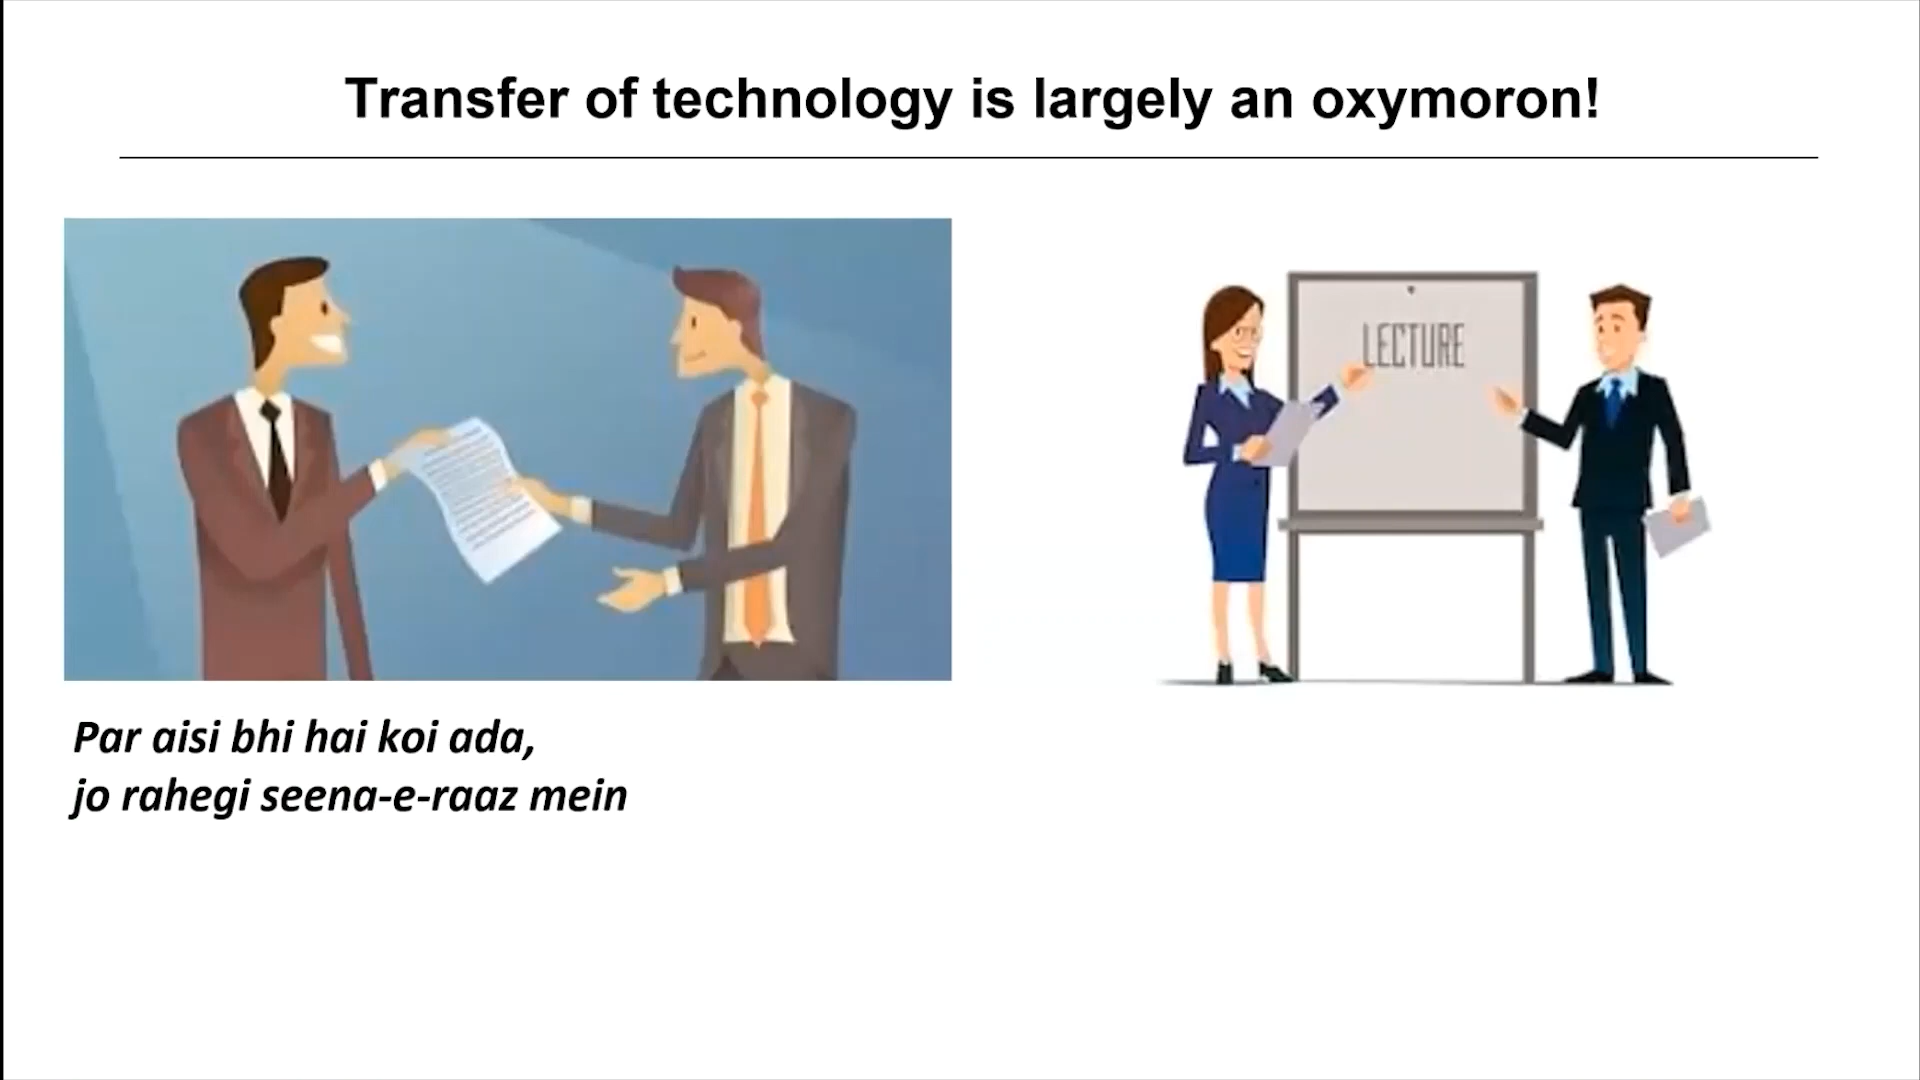 Transfer of technology is largely an oxymoron!
LECTURE
Par aisi bhi hai koi ada,
jo rahegi seena-e-raaz mein